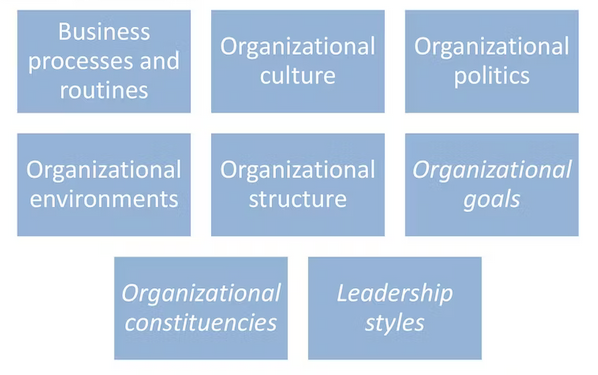 Business
processes and
routines
Organizational
culture
Organizational
politics
Organizational
environments
Organizational
structure
Organizational
goals
Organizational
constituencies
Leadership
styles